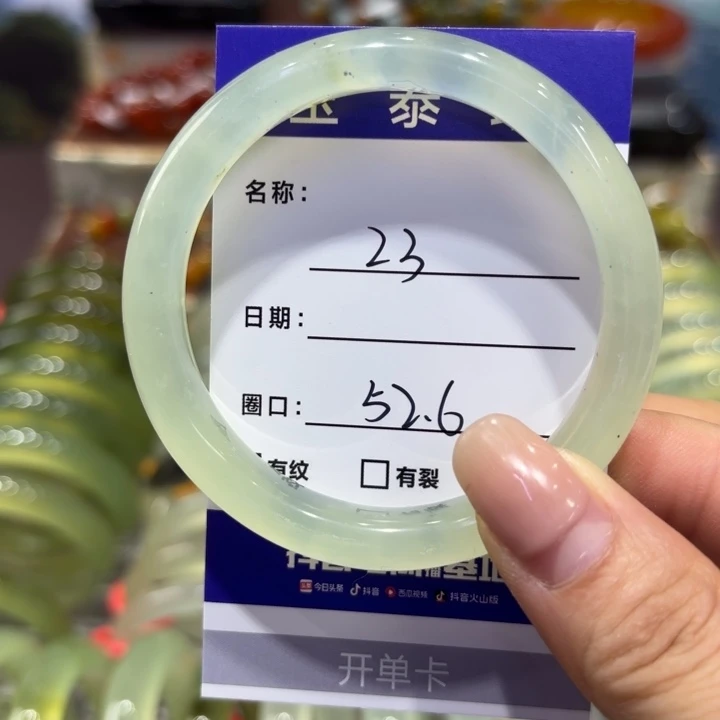 泰
名称：
23
日期：
圈口： 52.6
有纹 □ 有裂
今日头条 抖音 西瓜视频 抖音火山版
开单卡